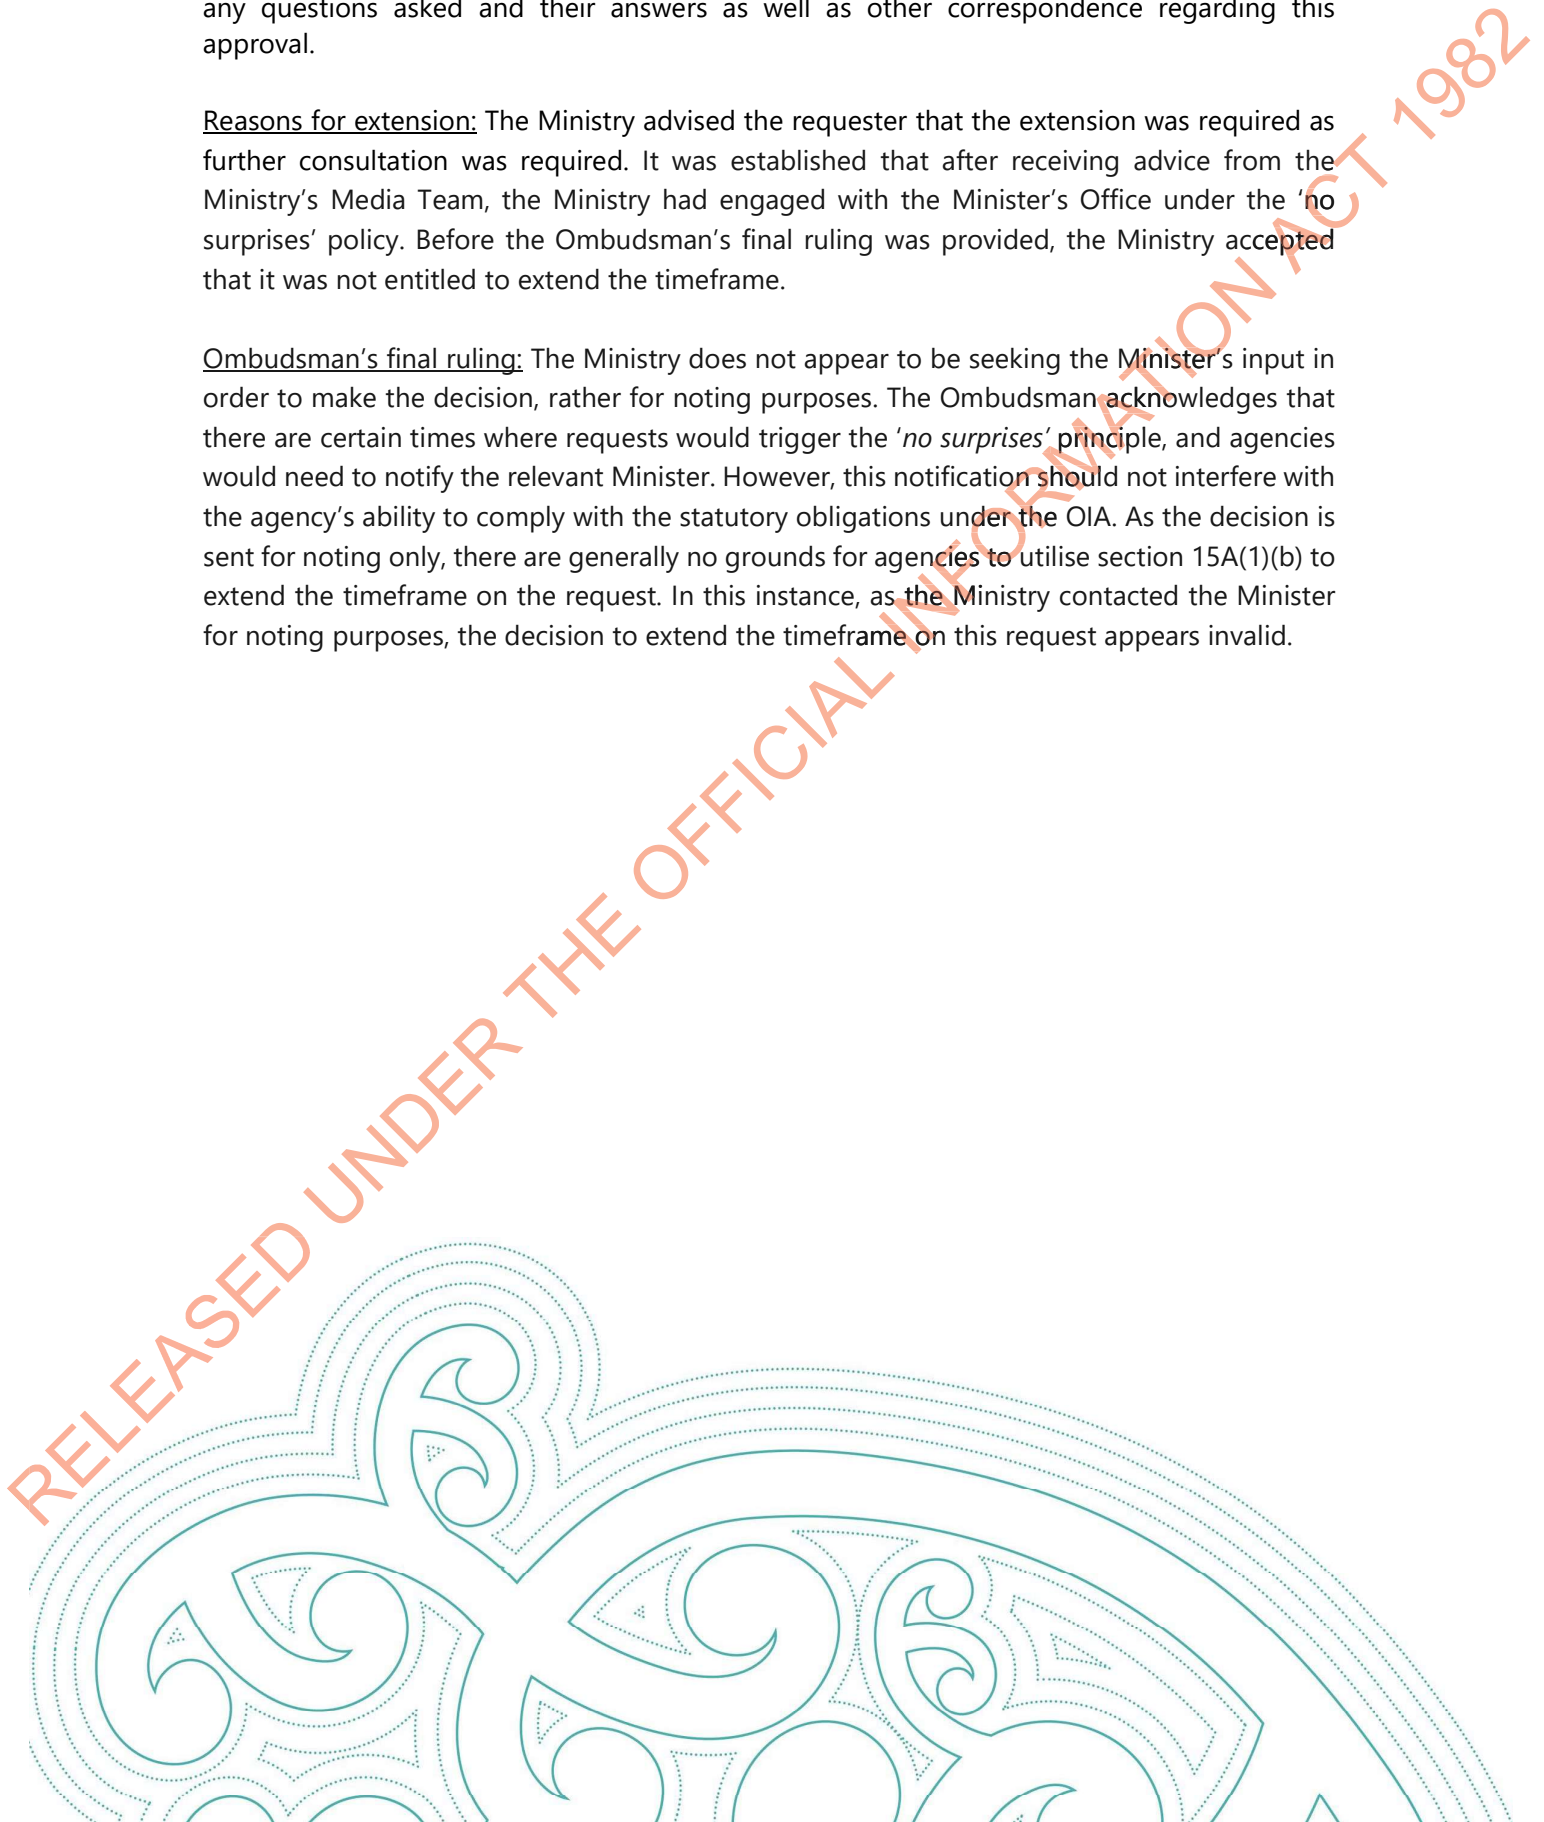 any questions asked and their answers as well as other correspondence regarding this
approval.
Reasons for extension: The Ministry advised the requester that the extension was required as
further consultation was required. It was established that after receiving advice from the
Ministry’s Media Team, the Ministry had engaged with the Minister’s Office under the ‘no
surprises’ policy. Before the Ombudsman’s final ruling was provided, the Ministry accepted
that it was not entitled to extend the timeframe.
Ombudsman’s final ruling: The Ministry does not appear to be seeking the Minister’s input in
order to make the decision, rather for noting purposes. The Ombudsman acknowledges that
there are certain times where requests would trigger the ‘no surprises’ principle, and agencies
would need to notify the relevant Minister. However, this notification should not interfere with
the agency’s ability to comply with the statutory obligations under the OIA. As the decision is
sent for noting only, there are generally no grounds for agencies to utilise section 15A(1)(b) to
extend the timeframe on the request. In this instance, as the Ministry contacted the Minister
for noting purposes, the decision to extend the timeframe on this request appears invalid.
RELEASED UNDER THE OFFICIAL INFORMATION ACT 1982